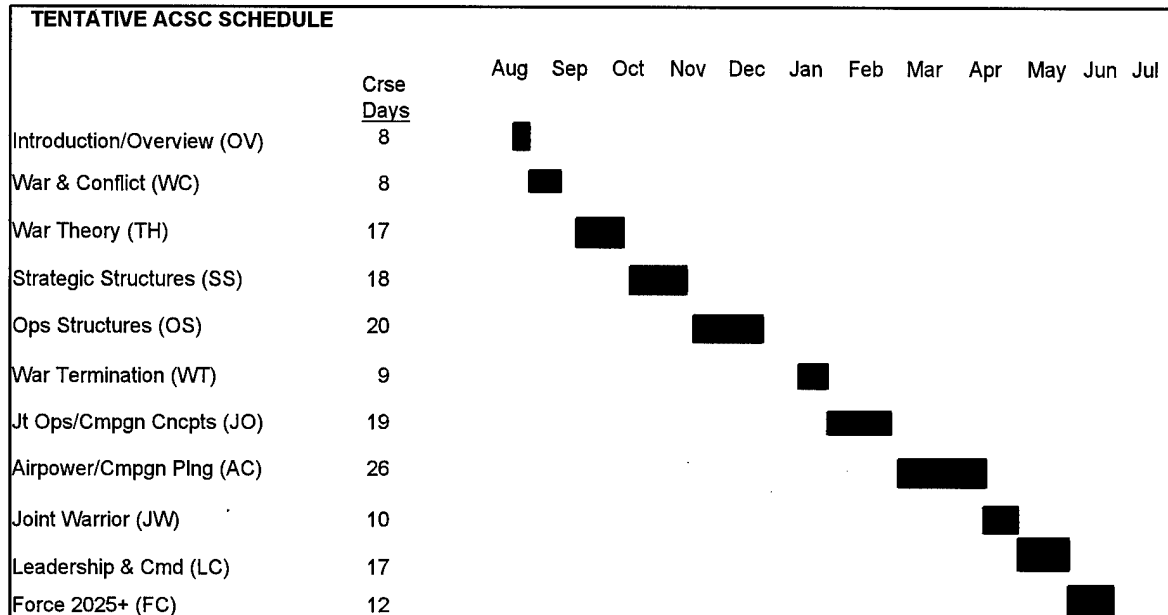 TENTATIVE ACSC SCHEDULE
Aug Sep Oct Nov Dec Jan Feb Mar Apr May Jun Jul
Crse
Days
Introduction/Overview (OV) 8
War & Conflict (WC) 8
War Theory (TH) 17
Strategic Structures (SS) 18
Ops Structures (OS) 20
War Termination (WT) 9
Jt Ops/Cmpgn Cncpts (JO) 19
Airpower/Cmpgn Plng (AC) 26
Joint Warrior (JW) 10
Leadership & Cmd (LC) 17
Force 2025+ (FC) 12